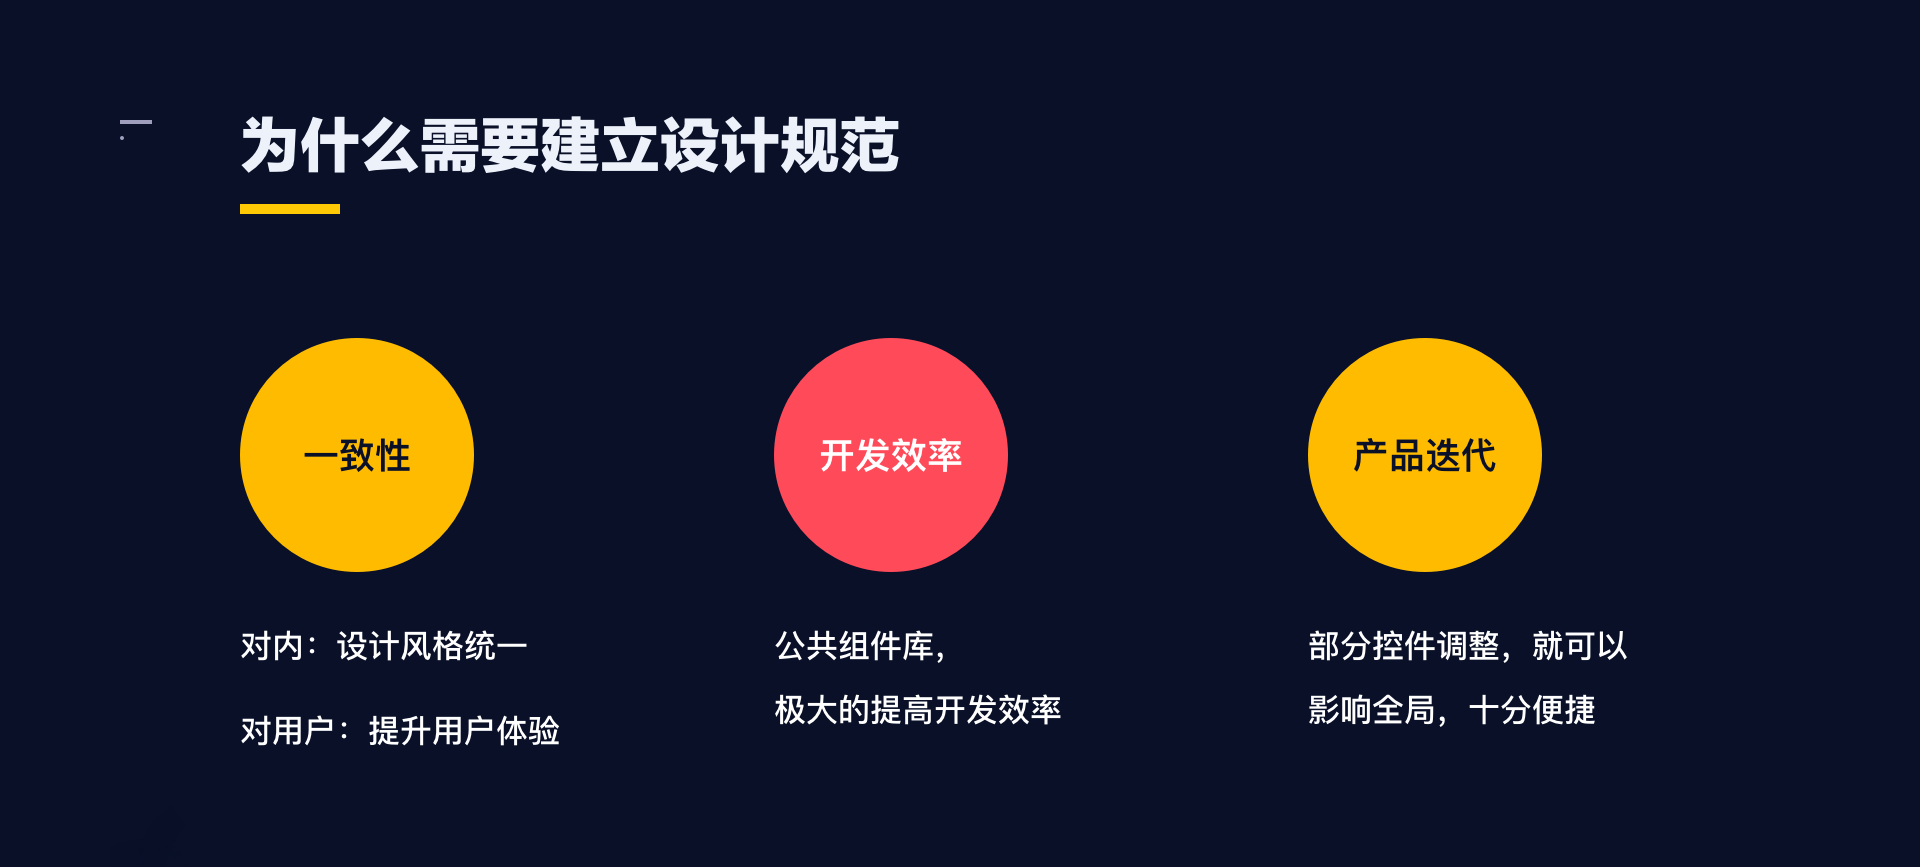 为什么需要建立设计规范
一致性
对内：设计风格统一
对用户：提升用户体验
开发效率
公共组件库，
极大的提高开发效率
产品迭代
部分控件调整，就可以
影响全局，十分便捷